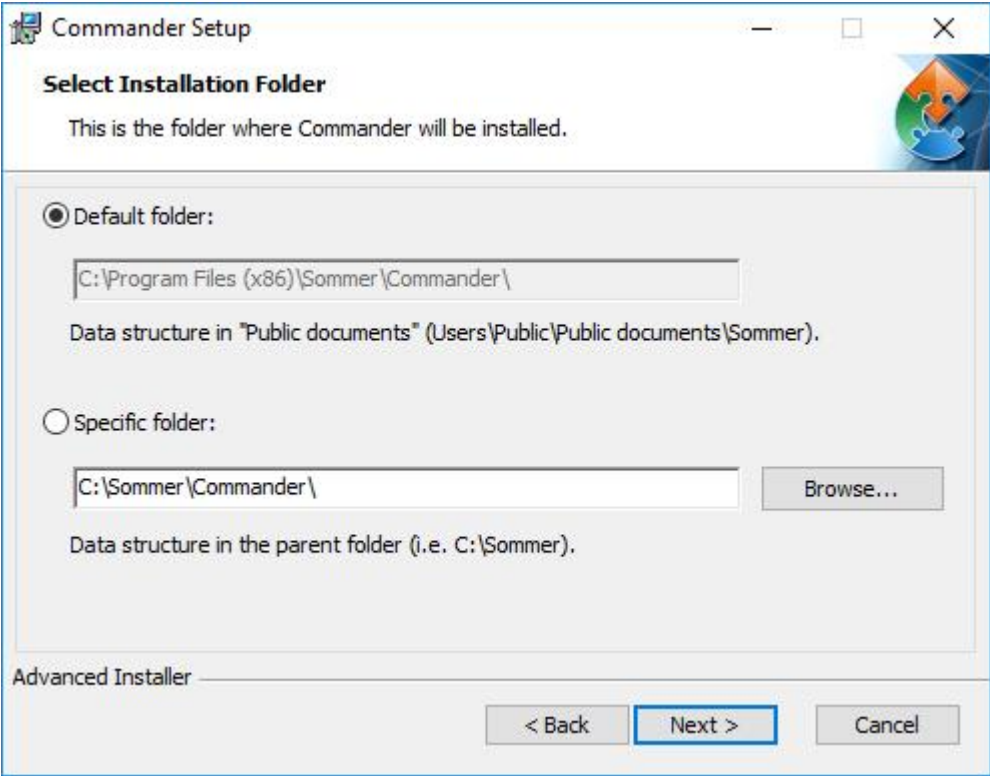 Commander Setup
Select Installation Folder
This is the folder where Commander will be installed.
Default folder:
C:\Program Files (x86)\Sommer\Commander\
Data structure in "Public documents" (Users\Public\Public documents\Sommer).
Specific folder:
C:\Sommer\Commander\
Browse...
Data structure in the parent folder (i.e. C:\Sommer).
Advanced Installer
< Back
Next >
Cancel